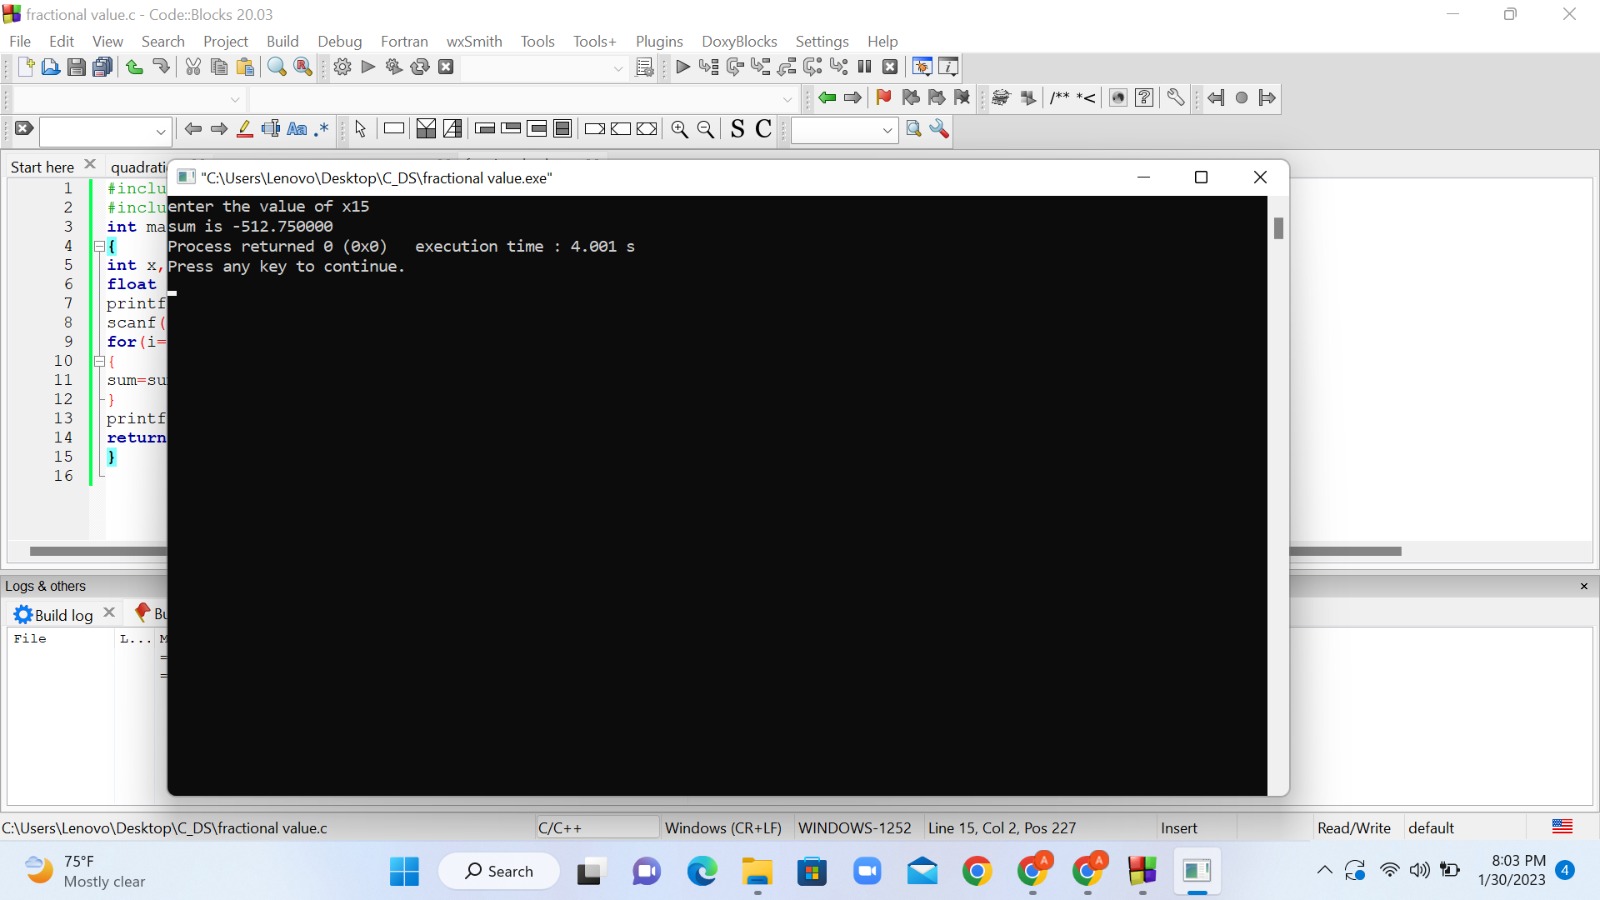 fractional value.c - Code::Blocks 20.03
File Edit View Search Project Build Debug Fortran wxSmith Tools Tools+ Plugins DoxyBlocks Settings Help
/** *<
Aa .* S C
Start here quadrati
"C:\Users\Lenovo\Desktop\C_DS\fractional value.exe"
enter the value of x15
sum is -512.750000
Process returned 0 (0x0) execution time : 4.001 s
Press any key to continue.
1 #inclu
2 #inclu
3 int ma
4 {
5 int x,
6 float
7 printf
8 scanf(
9 for(i=
10 {
11 sum=su
12 }
13 printf
14 return
15 }
16
Logs & others
Build log Bu
File L... M
=
=
C:\Users\Lenovo\Desktop\C_DS\fractional value.c C/C++ Windows (CR+LF) WINDOWS-1252 Line 15, Col 2, Pos 227 Insert Read/Write default
75°F
Mostly clear
Search
A A
8:03 PM
1/30/2023
4